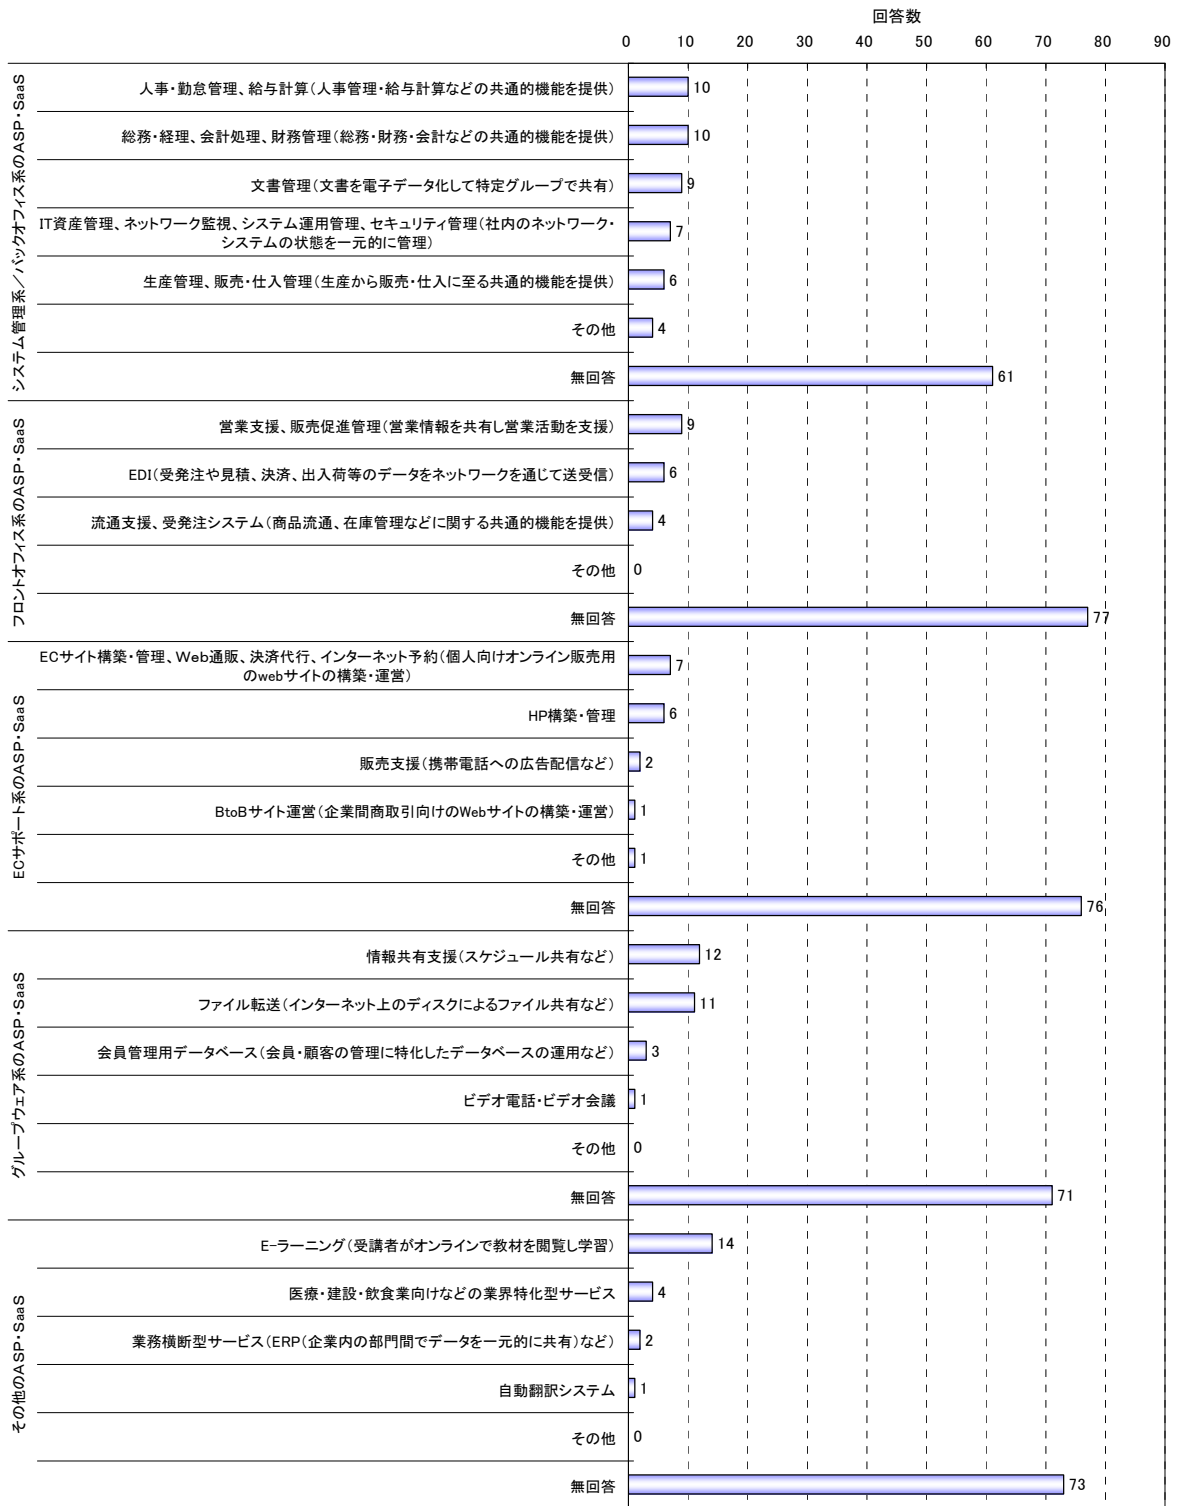 回答数
0 10 20 30 40 50 60 70 80 90
システム管理系/バックオフィス系のASP・SaaS
人事・勤怠管理、給与計算(人事管理・給与計算などの共通的機能を提供) 10
総務・経理、会計処理、財務管理(総務・財務・会計などの共通的機能を提供) 10
文書管理(文書を電子データ化して特定グループで共有) 9
IT資産管理、ネットワーク監視、システム運用管理、セキュリティ管理(社内のネットワーク・
システムの状態を一元的に管理) 7
生産管理、販売・仕入管理(生産から販売・仕入に至る共通的機能を提供) 6
その他 4
無回答 61
フロントオフィス系のASP・SaaS
営業支援、販売促進管理(営業情報を共有し営業活動を支援) 9
EDI(受発注や見積、決済、出入荷等のデータをネットワークを通じて送受信) 6
流通支援、受発注システム(商品流通、在庫管理などに関する共通的機能を提供) 4
その他 0
無回答 77
ECサポート系のASP・SaaS
ECサイト構築・管理、Web通販、決済代行、インターネット予約(個人向けオンライン販売用
のwebサイトの構築・運営) 7
HP構築・管理 6
販売支援(携帯電話への広告配信など) 2
BtoBサイト運営(企業間商取引向けのWebサイトの構築・運営) 1
その他 1
無回答 76
グループウェア系のASP・SaaS
情報共有支援(スケジュール共有など) 12
ファイル転送(インターネット上のディスクによるファイル共有など) 11
会員管理用データベース(会員・顧客の管理に特化したデータベースの運用など) 3
ビデオ電話・ビデオ会議 1
その他 0
無回答 71
その他のASP・SaaS
E-ラーニング(受講者がオンラインで教材を閲覧し学習) 14
医療・建設・飲食業向けなどの業界特化型サービス 4
業務横断型サービス(ERP(企業内の部門間でデータを一元的に共有)など) 2
自動翻訳システム 1
その他 0
無回答 73